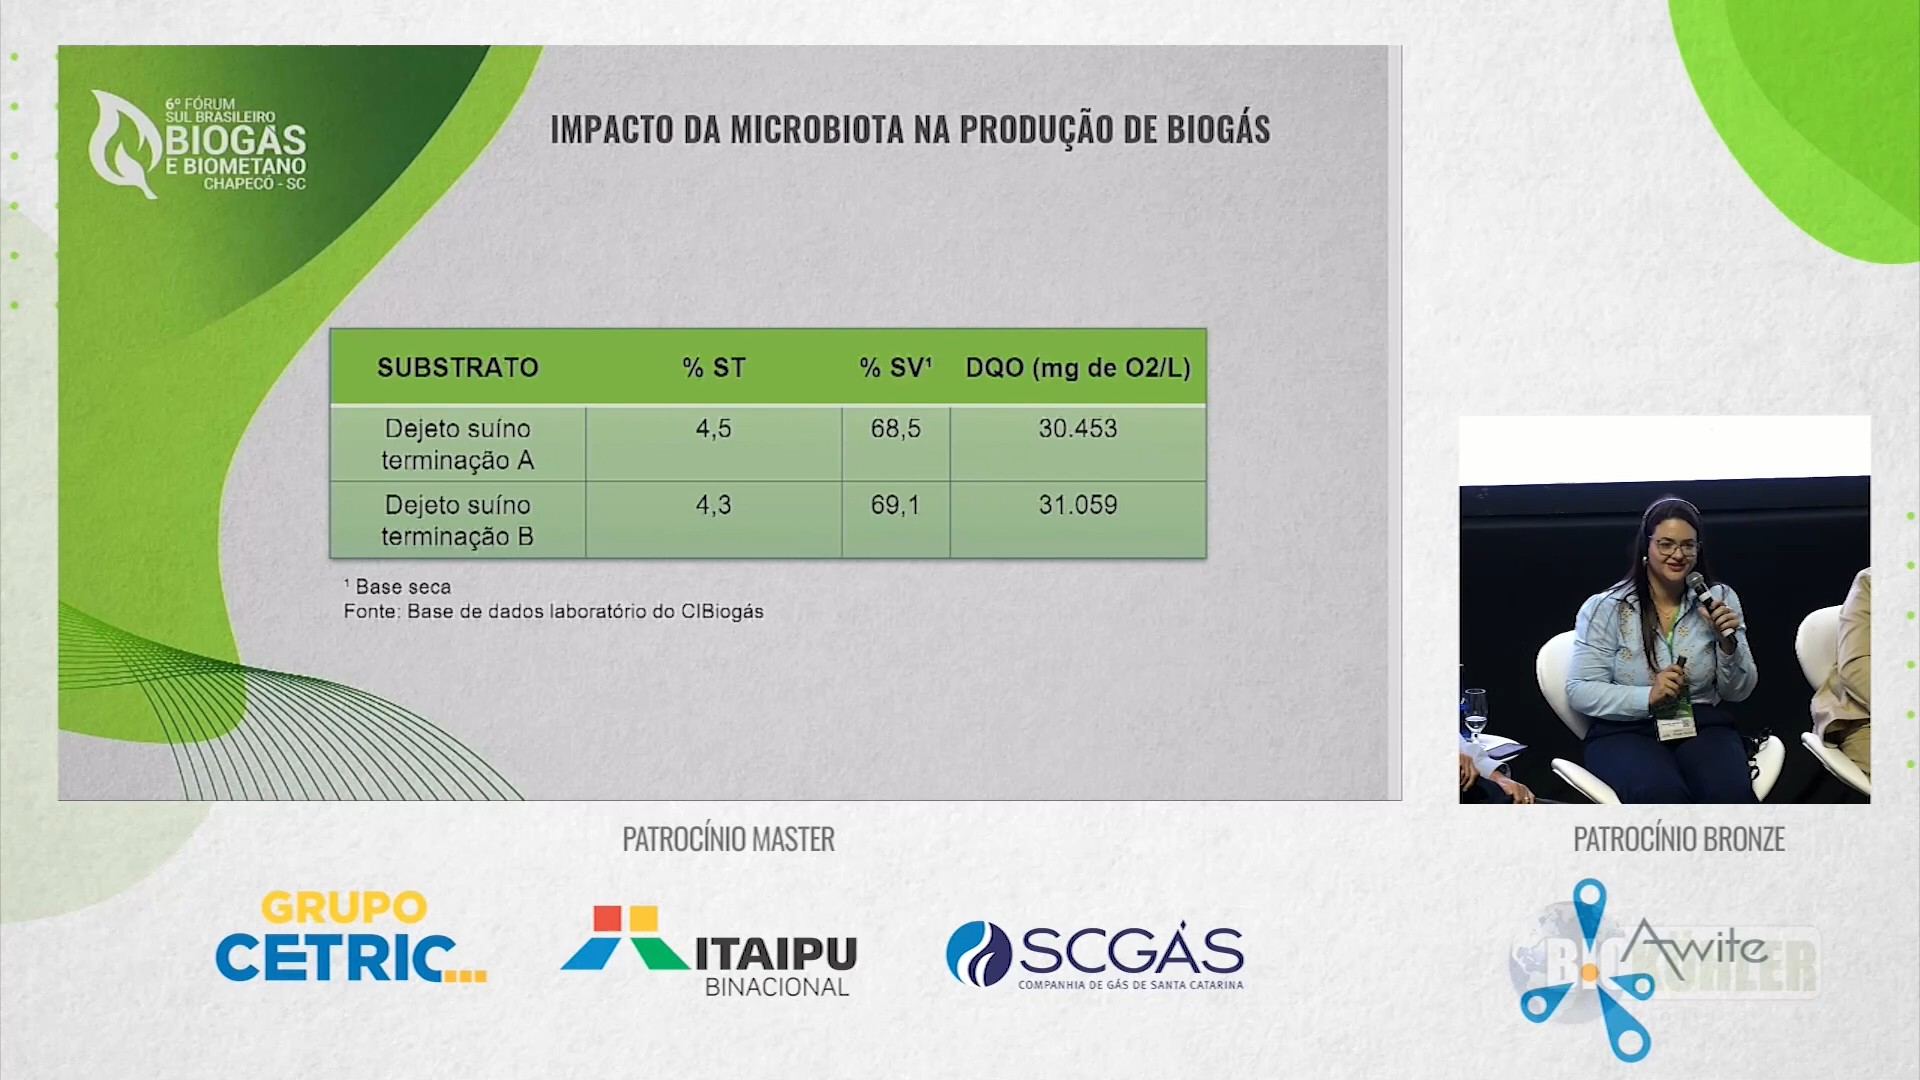 6º FÓRUM
SUL BRASILEIRO
BIOGÁS
E BIOMETANO
CHAPECÓ - SC
IMPACTO DA MICROBIOTA NA PRODUÇÃO DE BIOGÁS
SUBSTRATO % ST % SV¹ DQO (mg de O2/L)
Dejeto suíno
terminação A
4,5 68,5 30.453
Dejeto suíno
terminação B
4,3 69,1 31.059
¹ Base seca
Fonte: Base de dados laboratório do CIBiogás
PATROCÍNIO MASTER
GRUPO
CETRIC...
ITAIPU
BINACIONAL
SCGÁS
COMPANHIA DE GÁS DE SANTA CATARINA
PATROCÍNIO BRONZE
Awite